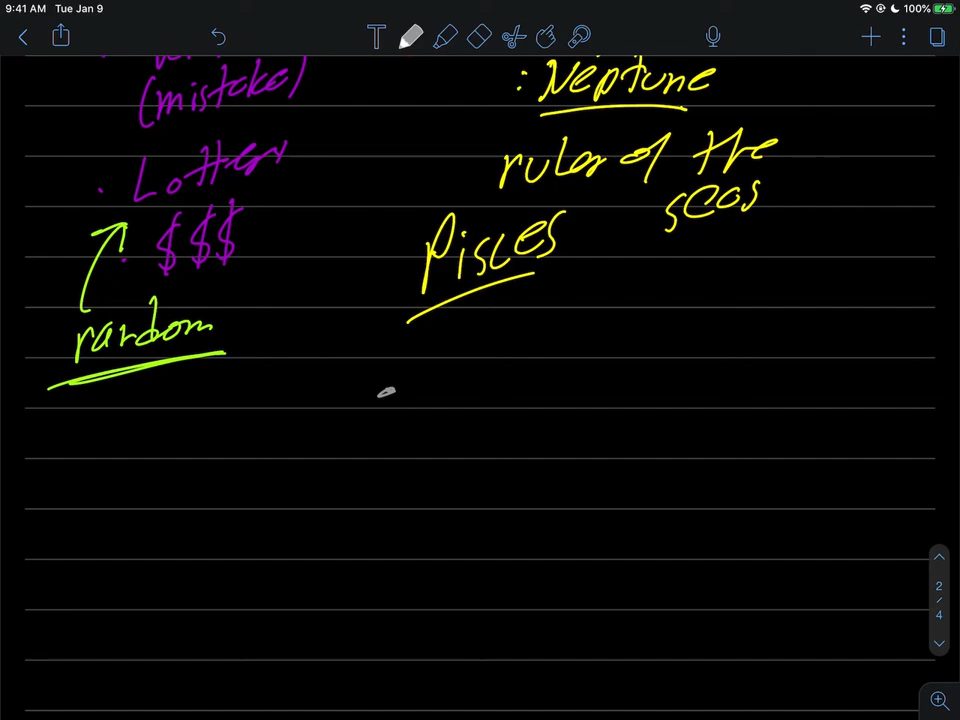 9:41 AM Tue Jan 9
100%
(mistake)
: Neptune
ruler of the
seas
. Lottery
$$$
Pisces
random
2
/
4